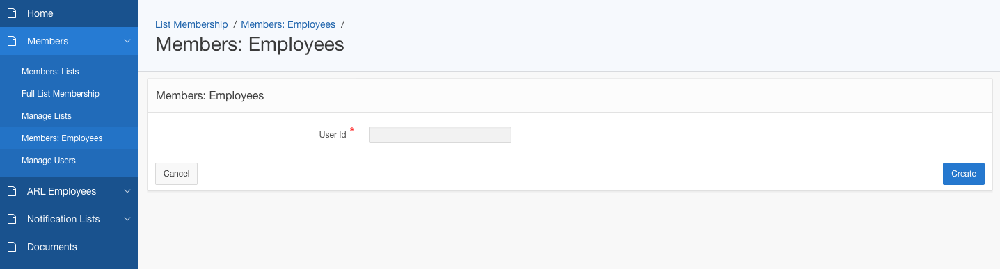 Home
Members
Members: Lists
Full List Membership
Manage Lists
Members: Employees
Manage Users
ARL Employees
Notification Lists
Documents
List Membership / Members: Employees /
Members: Employees
Members: Employees
User Id *
Cancel
Create